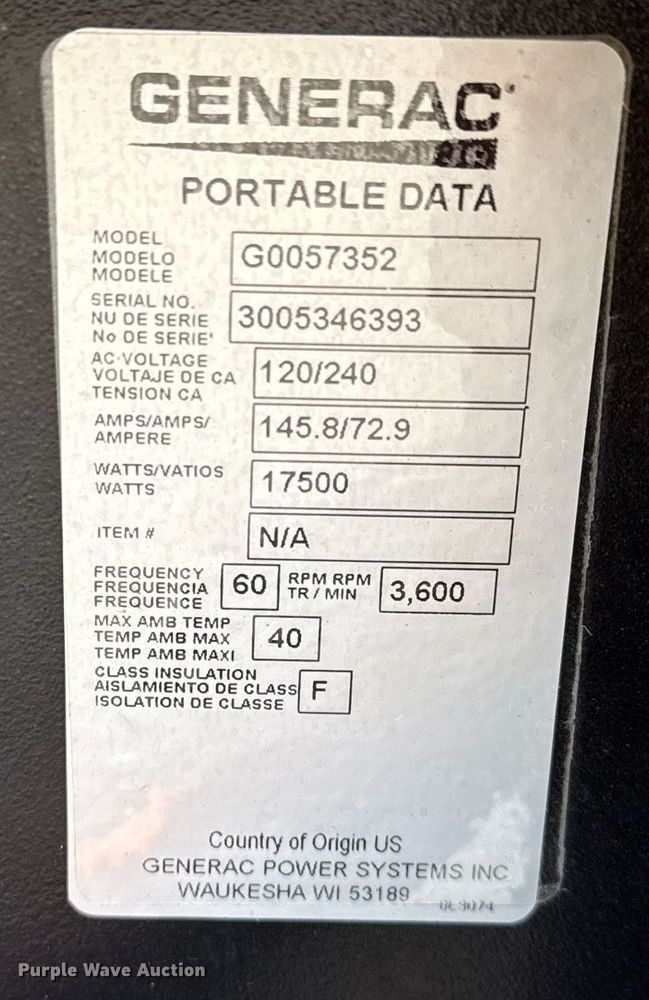 GENERAC
PORTABLE DATA
MODEL
MODELO
MODELE
G0057352
SERIAL NO.
NU DE SERIE
No DE SERIE'
3005346393
AC-VOLTAGE
VOLTAJE DE CA
TENSION CA
120/240
AMPS/AMPS/
AMPERE
145.8/72.9
WATTS/VATIOS
WATTS
17500
ITEM #
N/A
FREQUENCY
FREQUENCIA
FREQUENCE
60
RPM RPM
TR / MIN
3,600
MAX AMB TEMP
TEMP AMB MAX
TEMP AMB MAXI
40
CLASS INSULATION
AISLAMIENTO DE CLASS
ISOLATION DE CLASSE
F
Country of Origin US
GENERAC POWER SYSTEMS INC
WAUKESHA WI 53189
Purple Wave Auction